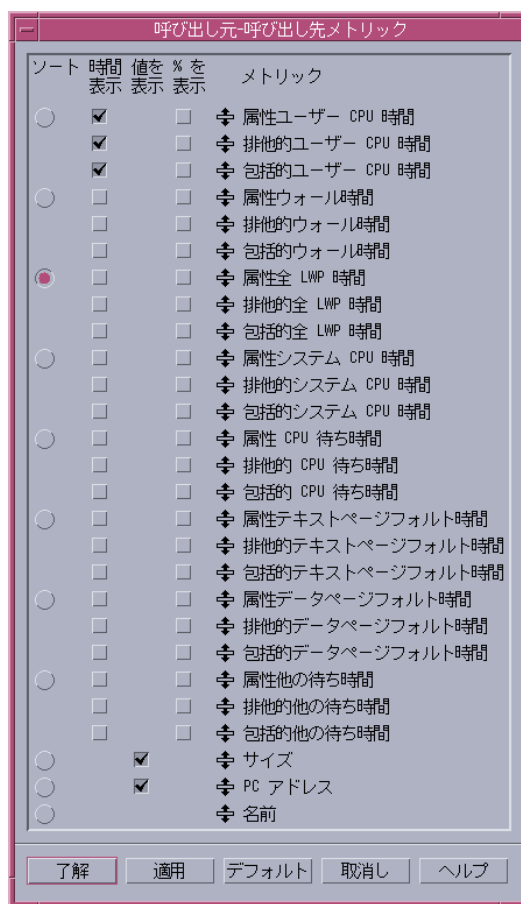 呼び出し元-呼び出し先メトリック
ソート 時間表示 値を表示 % を表示 メトリック
属性ユーザー CPU 時間
排他的ユーザー CPU 時間
包括的ユーザー CPU 時間
属性ウォール時間
排他的ウォール時間
包括的ウォール時間
属性全 LWP 時間
排他的全 LWP 時間
包括的全 LWP 時間
属性システム CPU 時間
排他的システム CPU 時間
包括的システム CPU 時間
属性 CPU 待ち時間
排他的 CPU 待ち時間
包括的 CPU 待ち時間
属性テキストページフォルト時間
排他的テキストページフォルト時間
包括的テキストページフォルト時間
属性データページフォルト時間
排他的データページフォルト時間
包括的データページフォルト時間
属性他の待ち時間
排他的他の待ち時間
包括的他の待ち時間
サイズ
PC アドレス
名前
了解 適用 デフォルト 取消し ヘルプ